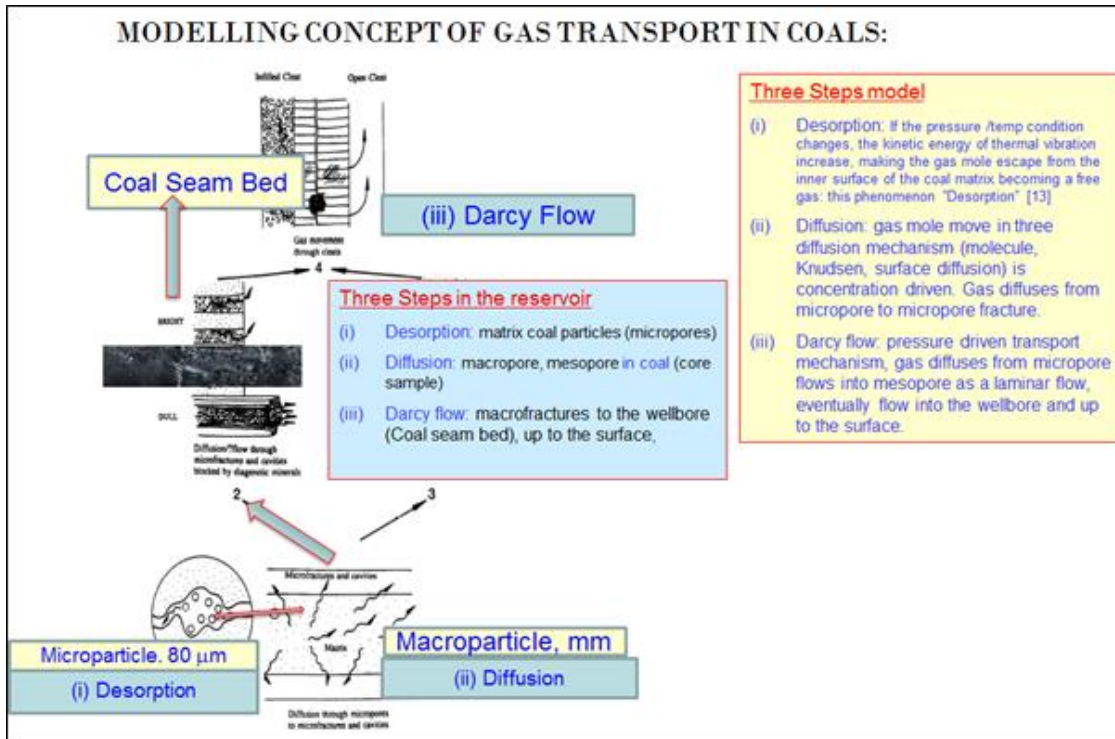 MODELLING CONCEPT OF GAS TRANSPORT IN COALS:
Infilled Cleat
Open Cleat
Coal Seam Bed
(iii) Darcy Flow
Gas movement
through cleats
4
BRIGHT
DULL
Diffusion/?flow through
microfractures and cavities
blocked by diagenetic minerals
2
3
Three Steps in the reservoir
(i) Desorption: matrix coal particles (micropores)
(ii) Diffusion: macropore, mesopore in coal (core
sample)
(iii) Darcy flow: macrofractures to the wellbore
(Coal seam bed), up to the surface,
Microfractures and cavities
Matrix
Microparticle. 80 μm
(i) Desorption
Macroparticle, mm
(ii) Diffusion
Diffusion through micropores
to microfractures and cavities
Three Steps model
(i) Desorption: If the pressure /temp condition
changes, the kinetic energy of thermal vibration
increase, making the gas mole escape from the
inner surface of the coal matrix becoming a free
gas: this phenomenon "Desorption" [13]
(ii) Diffusion: gas mole move in three
diffusion mechanism (molecule,
Knudsen, surface diffusion) is
concentration driven. Gas diffuses from
micropore to micropore fracture.
(iii) Darcy flow: pressure driven transport
mechanism, gas diffuses from micropore
flows into mesopore as a laminar flow,
eventually flow into the wellbore and up
to the surface.